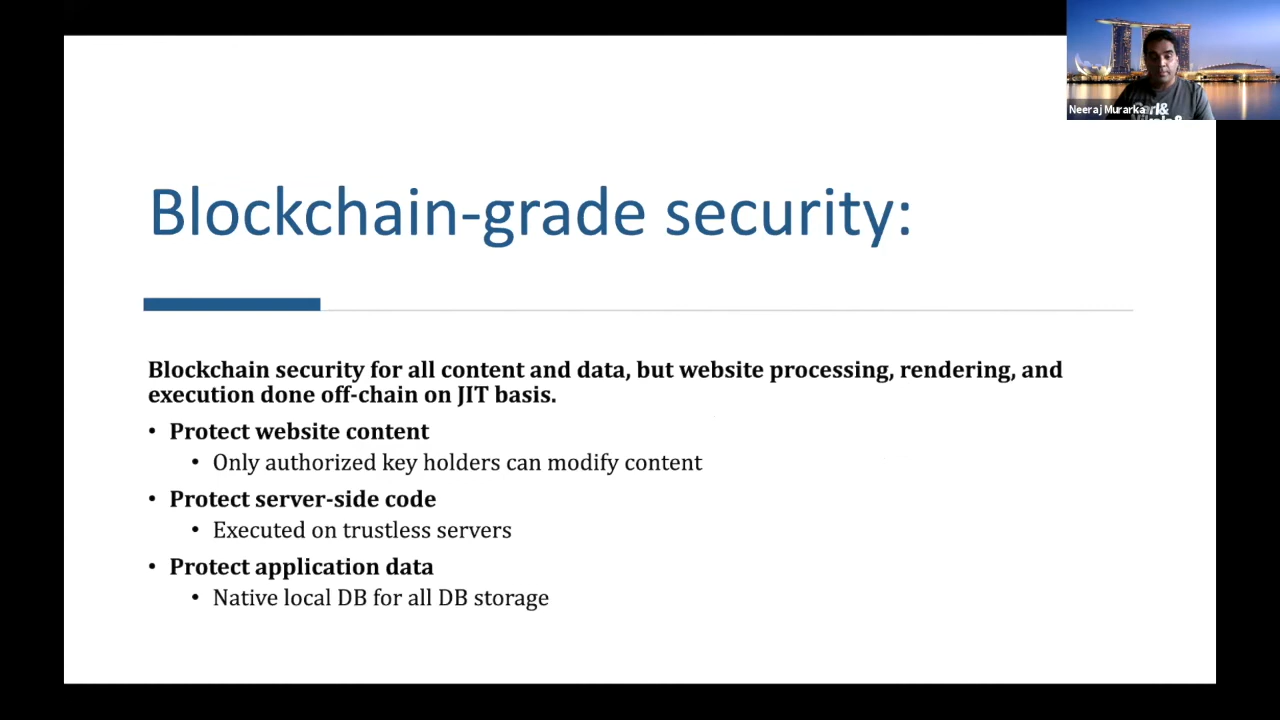 Neeraj Murarka
Blockchain-grade security:
Blockchain security for all content and data, but website processing, rendering, and
execution done off-chain on JIT basis.
• Protect website content
• Only authorized key holders can modify content
• Protect server-side code
• Executed on trustless servers
• Protect application data
• Native local DB for all DB storage